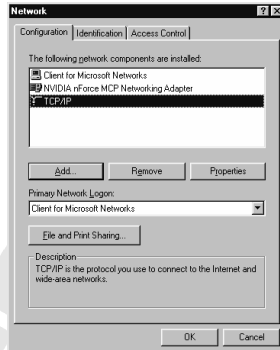 Network
Configuration | Identification | Access Control
The following network components are installed:
Client for Microsoft Networks
NVIDIA nForce MCP Networking Adapter
TCP/IP
Add...
Remove
Properties
Primary Network Logon:
Client for Microsoft Networks
File and Print Sharing...
Description
TCP/IP is the protocol you use to connect to the Internet and
wide-area networks.
OK
Cancel